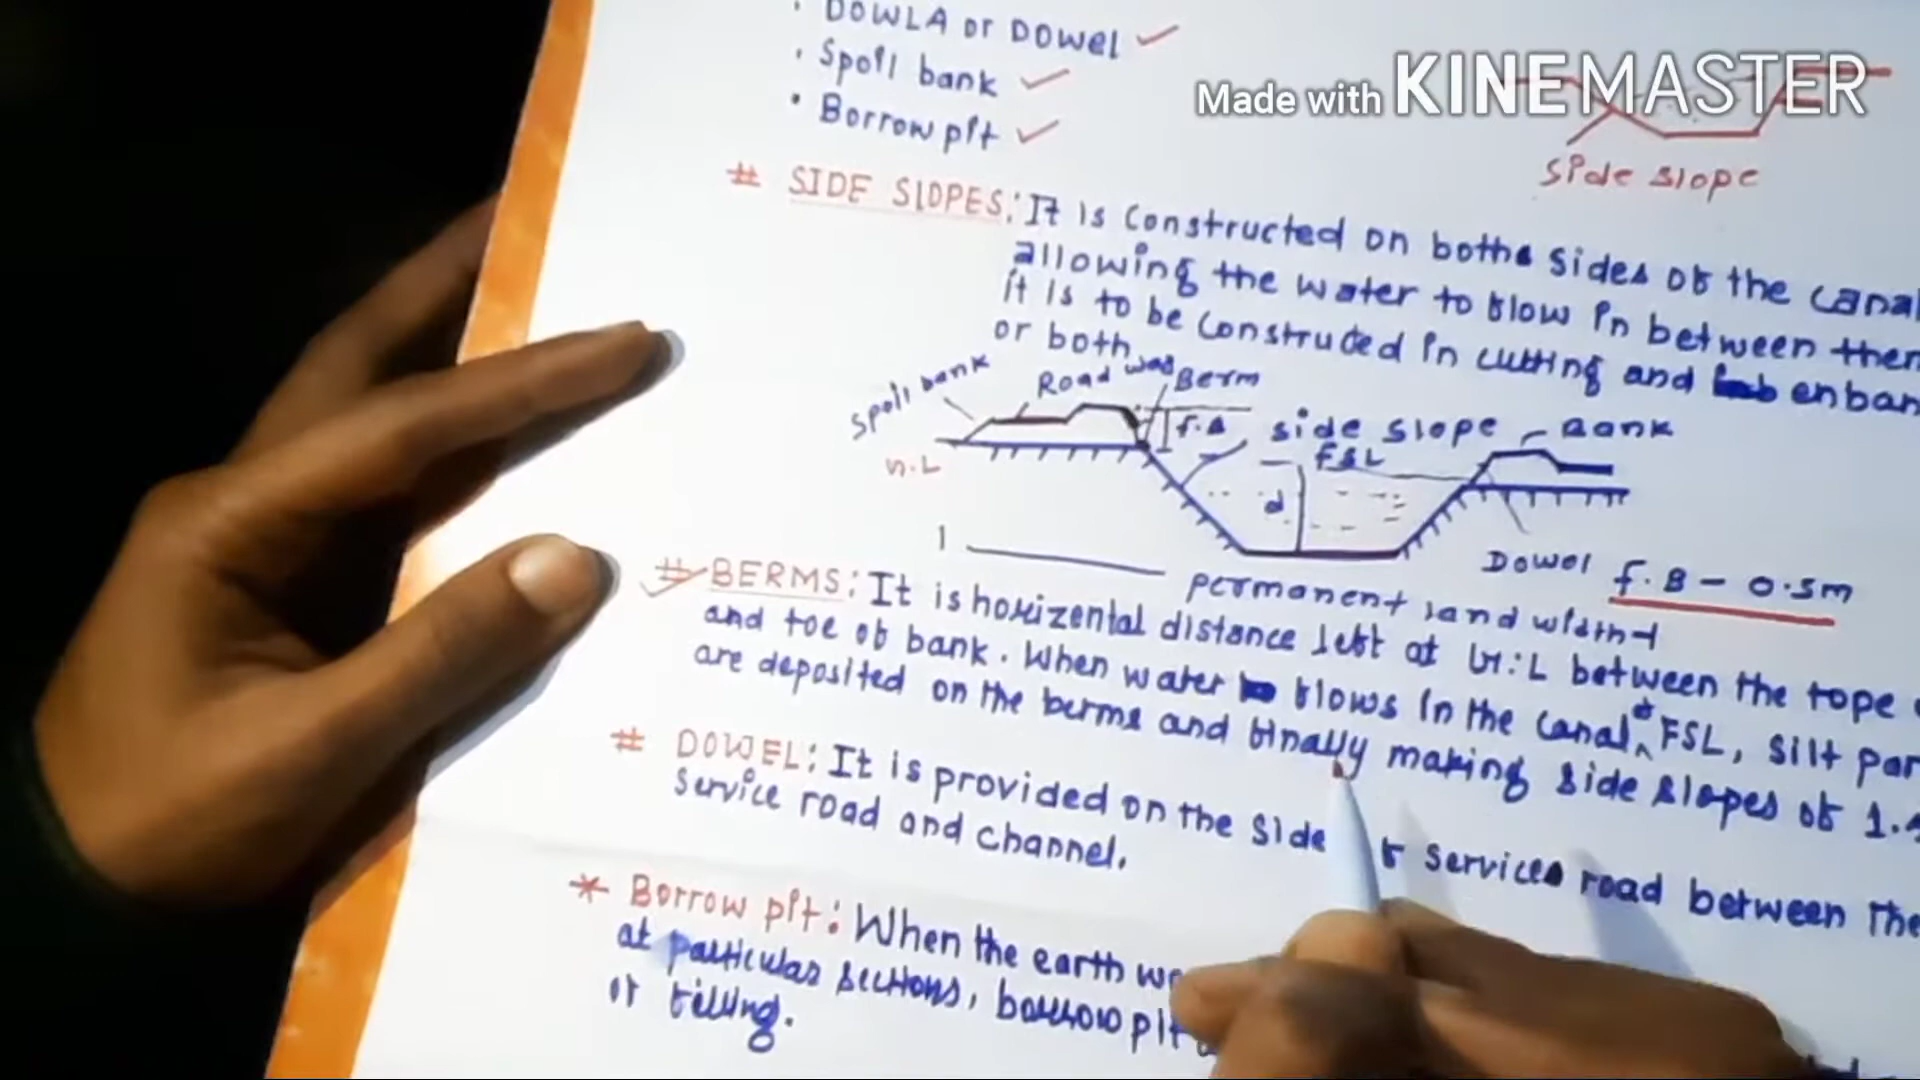 • DOWLA or DOWel
• Spoil bank
• Borrow pit
Made with KINEMASTER
Side slope
# SIDE SLOPES: It is constructed on both sides of the canal
allowing the water to flow in between them
it is to be constructed in cutting and enban
or both
Spoil bank
Road way
Berm
F.B
side slope
Bank
FSL
n.L
d
Dowel
F.B - 0.5m
permanent land width
# BERMS: It is horizental distance left at G.L between the tope
and toe of bank. When water flows in the canal at FSL, silt par
are deposited on the berms and finally making side slopes of 1.
# DOWEL: It is provided on the side of service road between the
service road and channel.
* Borrow pit: When the earth
at particular sections, borrow pit
or filling.